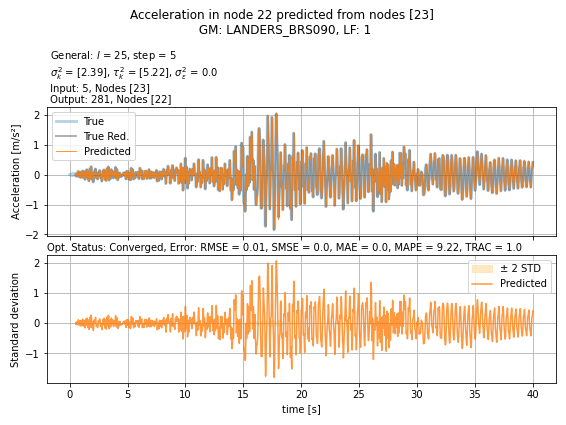 Acceleration in node 22 predicted from nodes [23]
GM: LANDERS_BRS090, LF: 1
General: l = 25, step = 5
σ²ₖ = [2.39], τ²ₖ = [5.22], σ²ε = 0.0
Input: 5, Nodes [23]
Output: 281, Nodes [22]
True
True Red.
Predicted
Acceleration [m/s²]
2
1
0
−1
−2
Opt. Status: Converged, Error: RMSE = 0.01, SMSE = 0.0, MAE = 0.0, MAPE = 9.22, TRAC = 1.0
± 2 STD
Predicted
Standard deviation
2
1
0
−1
0 5 10 15 20 25 30 35 40
time [s]